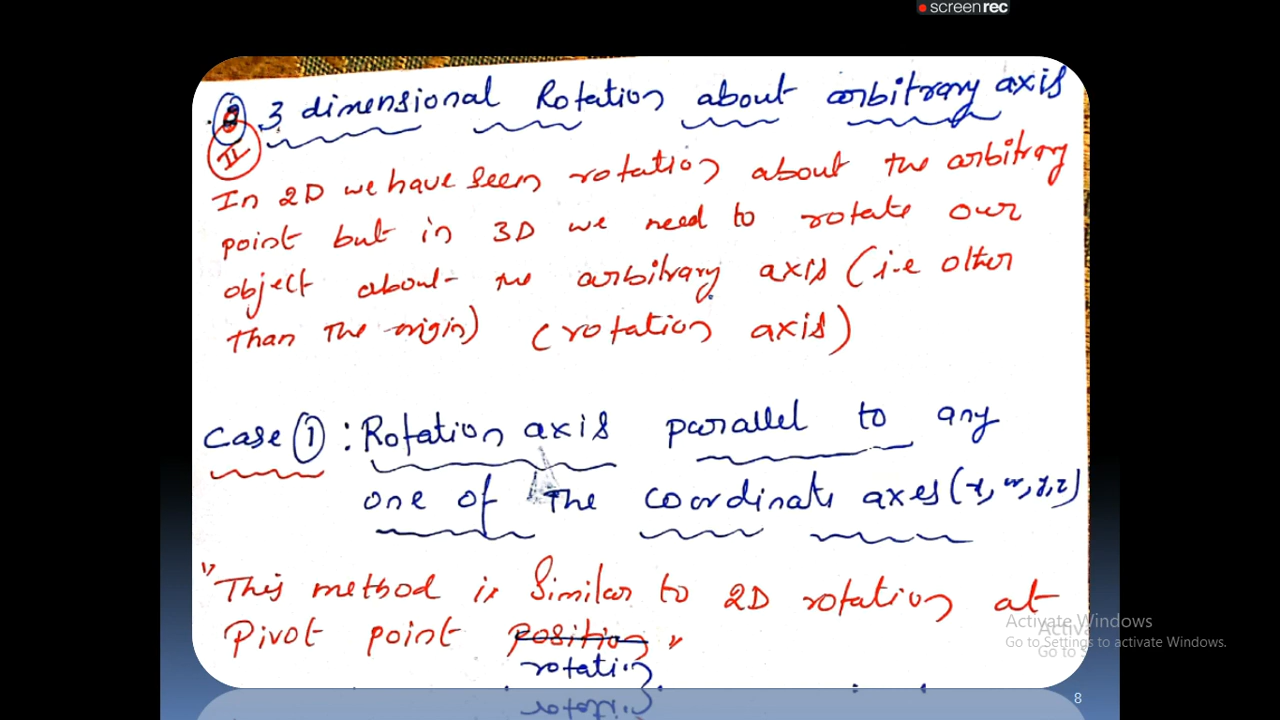 screenrec
3 dimensional Rotation about arbitrary axis
II
In 2D we have seen rotation about the arbitrary
point but in 3D we need to rotate our
object about the arbitrary axis (i.e other
than the origin) (rotation axis)
Case 1 : Rotation axis parallel to any
one of the coordinate axes
"This method is similar to 2D rotation at
Pivot point position"
rotation
Activate Windows
Go to Settings to activate Windows.
8